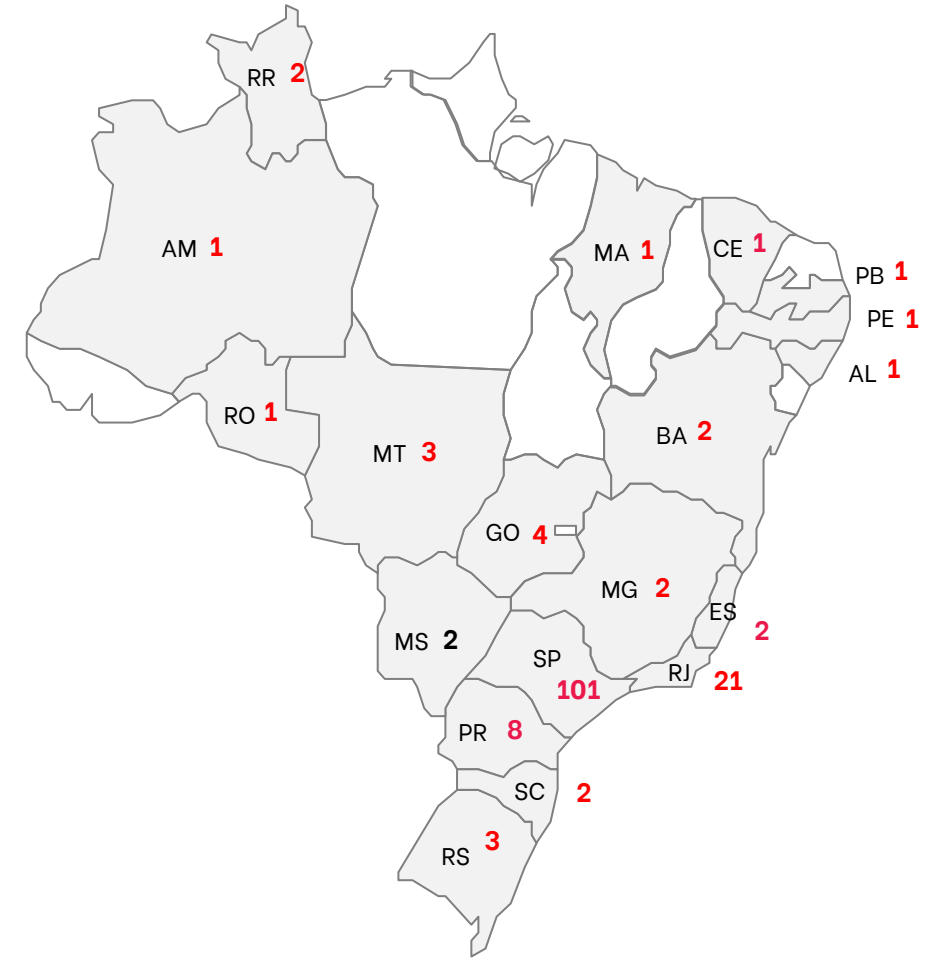 RR 2
AM 1
MA 1
CE 1
PB 1
PE 1
AL 1
RO 1
MT 3
BA 2
GO 4
MG 2
ES
2
MS 2
SP
101
RJ 21
PR 8
SC 2
RS 3